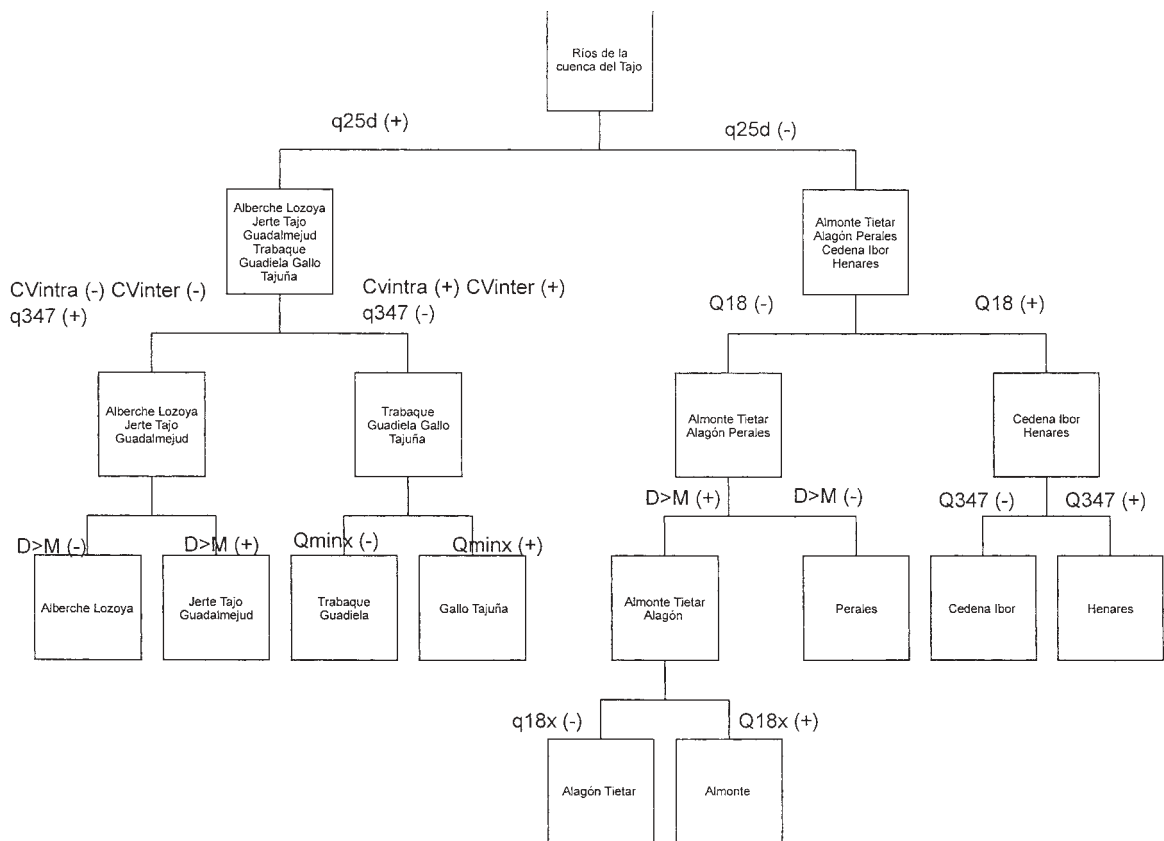 Ríos de la
cuenca del Tajo
q25d (+)
q25d (-)
Alberche Lozoya
Jerte Tajo
Guadalmejud
Trabaque
Guadiela Gallo
Tajuña
Almonte Tietar
Alagón Perales
Cedena Ibor
Henares
CVintra (-) CVinter (-)
q347 (+)
Cvintra (+) CVinter (+)
q347 (-)
Q18 (-)
Q18 (+)
Alberche Lozoya
Jerte Tajo
Guadalmejud
Trabaque
Guadiela Gallo
Tajuña
Almonte Tietar
Alagón Perales
Cedena Ibor
Henares
D>M (-)
D>M (+)
Qminx (-)
Qminx (+)
D>M (+)
D>M (-)
Q347 (-)
Q347 (+)
Alberche Lozoya
Jerte Tajo
Guadalmejud
Trabaque
Guadiela
Gallo Tajuña
Almonte Tietar
Alagón
Perales
Cedena Ibor
Henares
q18x (-)
Q18x (+)
Alagón Tietar
Almonte